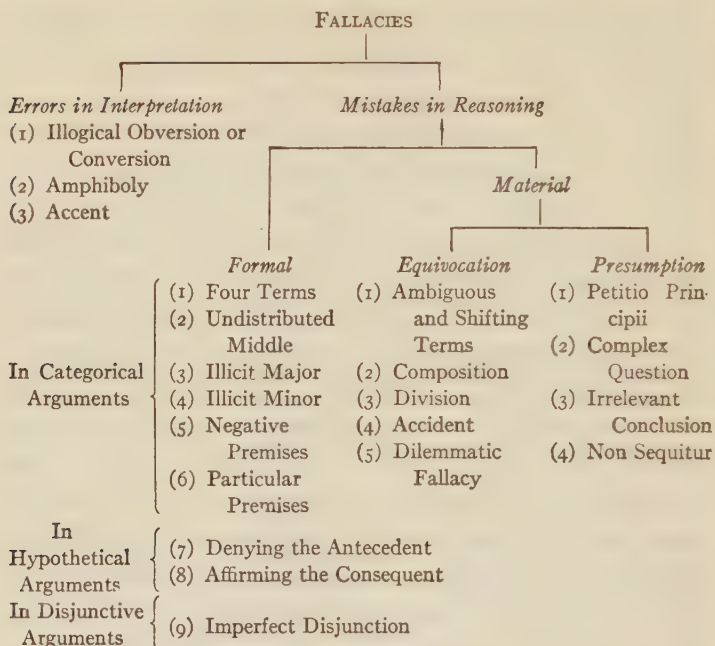 FALLACIES
Errors in Interpretation
(1) Illogical Obversion or
Conversion
(2) Amphiboly
(3) Accent
Mistakes in Reasoning
Material
Formal
(1) Four Terms
(2) Undistributed
Middle
(3) Illicit Major
(4) Illicit Minor
(5) Negative
Premises
(6) Particular
Premises
Equivocation
(1) Ambiguous
and Shifting
Terms
(2) Composition
(3) Division
(4) Accident
(5) Dilemmatic
Fallacy
Presumption
(1) Petitio Prin-
cipii
(2) Complex
Question
(3) Irrelevant
Conclusion
(4) Non Sequitur
In Categorical
Arguments
In
Hypothetical
Arguments
(7) Denying the Antecedent
(8) Affirming the Consequent
In Disjunctive
Arguments
(9) Imperfect Disjunction